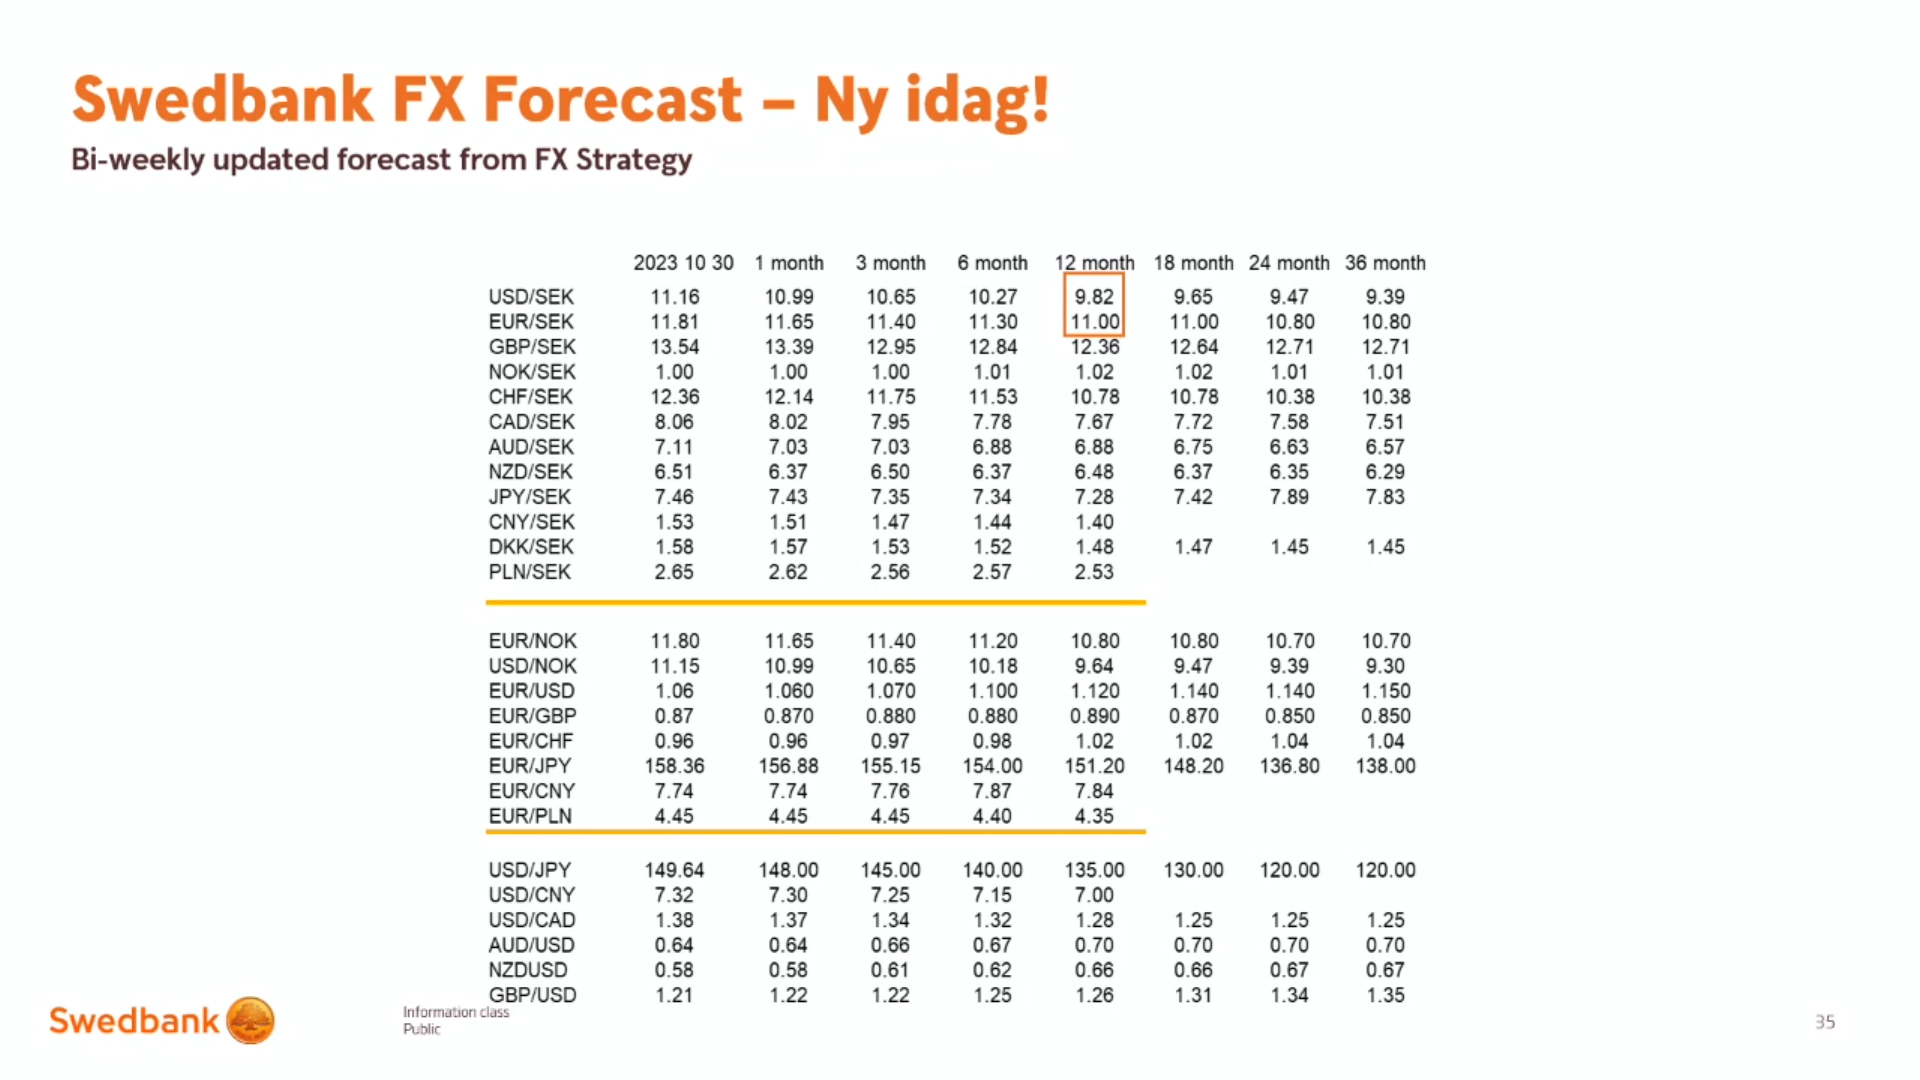 Swedbank FX Forecast – Ny idag!
Bi-weekly updated forecast from FX Strategy
2023 10 30 1 month 3 month 6 month 12 month 18 month 24 month 36 month
USD/SEK 11.16 10.99 10.65 10.27 9.82 9.65 9.47 9.39
EUR/SEK 11.81 11.65 11.40 11.30 11.00 11.00 10.80 10.80
GBP/SEK 13.54 13.39 12.95 12.84 12.36 12.64 12.71 12.71
NOK/SEK 1.00 1.00 1.00 1.01 1.02 1.02 1.01 1.01
CHF/SEK 12.36 12.14 11.75 11.53 10.78 10.78 10.38 10.38
CAD/SEK 8.06 8.02 7.95 7.78 7.67 7.72 7.58 7.51
AUD/SEK 7.11 7.03 7.03 6.88 6.88 6.75 6.63 6.57
NZD/SEK 6.51 6.37 6.50 6.37 6.48 6.37 6.35 6.29
JPY/SEK 7.46 7.43 7.35 7.34 7.28 7.42 7.89 7.83
CNY/SEK 1.53 1.51 1.47 1.44 1.40
DKK/SEK 1.58 1.57 1.53 1.52 1.48 1.47 1.45 1.45
PLN/SEK 2.65 2.62 2.56 2.57 2.53
EUR/NOK 11.80 11.65 11.40 11.20 10.80 10.80 10.70 10.70
USD/NOK 11.15 10.99 10.65 10.18 9.64 9.47 9.39 9.30
EUR/USD 1.06 1.060 1.070 1.100 1.120 1.140 1.140 1.150
EUR/GBP 0.87 0.870 0.880 0.880 0.890 0.870 0.850 0.850
EUR/CHF 0.96 0.96 0.97 0.98 1.02 1.02 1.04 1.04
EUR/JPY 158.36 156.88 155.15 154.00 151.20 148.20 136.80 138.00
EUR/CNY 7.74 7.74 7.76 7.87 7.84
EUR/PLN 4.45 4.45 4.45 4.40 4.35
USD/JPY 149.64 148.00 145.00 140.00 135.00 130.00 120.00 120.00
USD/CNY 7.32 7.30 7.25 7.15 7.00
USD/CAD 1.38 1.37 1.34 1.32 1.28 1.25 1.25 1.25
AUD/USD 0.64 0.64 0.66 0.67 0.70 0.70 0.70 0.70
NZDUSD 0.58 0.58 0.61 0.62 0.66 0.66 0.67 0.67
GBP/USD 1.21 1.22 1.22 1.25 1.26 1.31 1.34 1.35
Swedbank
Information class
Public
35